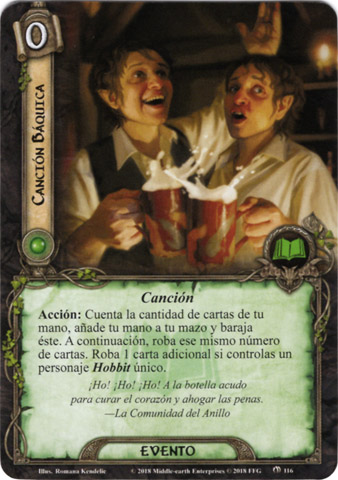 0
CANCIÓN BÁQUICA
Canción
Acción: Cuenta la cantidad de cartas de tu
mano, añade tu mano a tu mazo y baraja
éste. A continuación, roba ese mismo número
de cartas. Roba 1 carta adicional si controlas un
personaje Hobbit único.
¡Ho! ¡Ho! ¡Ho! A la botella acudo
para curar el corazón y ahogar las penas.
—La Comunidad del Anillo
EVENTO
Illus. Romana Kendelic © 2018 Middle-earth Enterprises © 2018 FFG 116